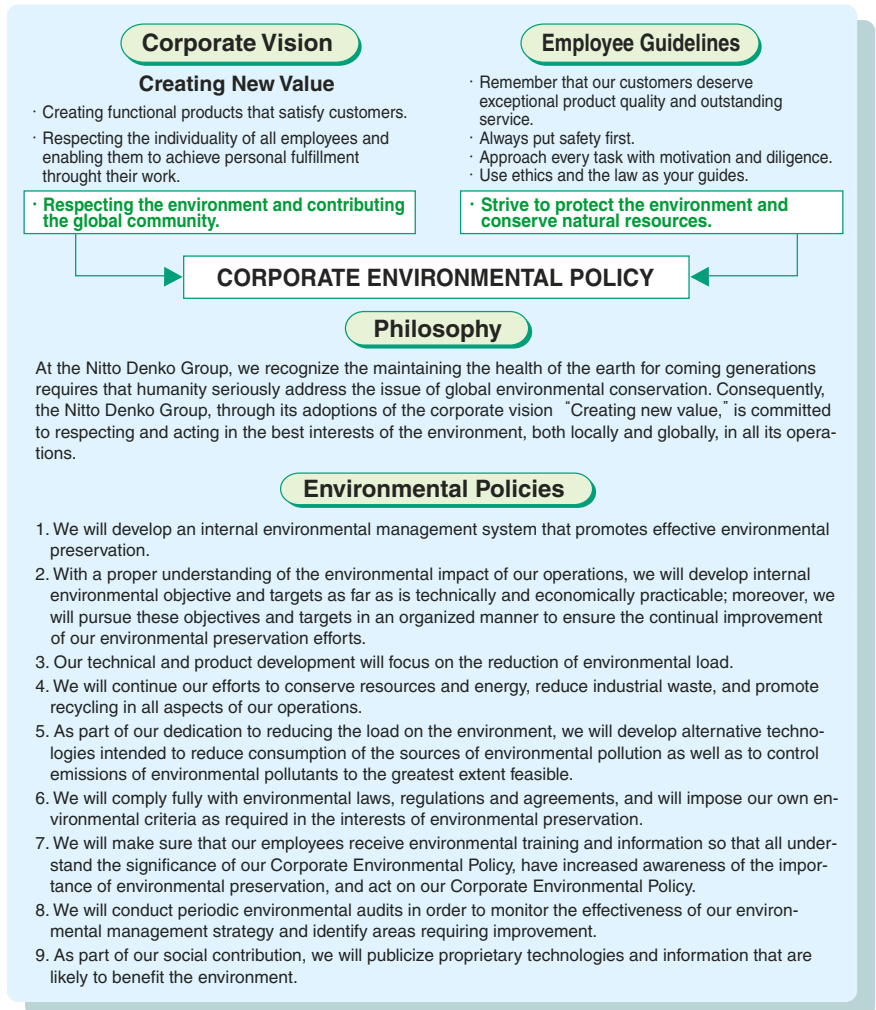 Corporate Vision
Creating New Value
· Creating functional products that satisfy customers.
· Respecting the individuality of all employees and
enabling them to achieve personal fulfillment
throught their work.
· Respecting the environment and contributing
the global community.
Employee Guidelines
· Remember that our customers deserve
exceptional product quality and outstanding
service.
· Always put safety first.
· Approach every task with motivation and diligence.
· Use ethics and the law as your guides.
· Strive to protect the environment and
conserve natural resources.
CORPORATE ENVIRONMENTAL POLICY
Philosophy
At the Nitto Denko Group, we recognize the maintaining the health of the earth for coming generations
requires that humanity seriously address the issue of global environmental conservation. Consequently,
the Nitto Denko Group, through its adoptions of the corporate vision "Creating new value," is committed
to respecting and acting in the best interests of the environment, both locally and globally, in all its opera-
tions.
Environmental Policies
1. We will develop an internal environmental management system that promotes effective environmental
preservation.
2. With a proper understanding of the environmental impact of our operations, we will develop internal
environmental objective and targets as far as is technically and economically practicable; moreover, we
will pursue these objectives and targets in an organized manner to ensure the continual improvement
of our environmental preservation efforts.
3. Our technical and product development will focus on the reduction of environmental load.
4. We will continue our efforts to conserve resources and energy, reduce industrial waste, and promote
recycling in all aspects of our operations.
5. As part of our dedication to reducing the load on the environment, we will develop alternative techno-
logies intended to reduce consumption of the sources of environmental pollution as well as to control
emissions of environmental pollutants to the greatest extent feasible.
6. We will comply fully with environmental laws, regulations and agreements, and will impose our own en-
vironmental criteria as required in the interests of environmental preservation.
7. We will make sure that our employees receive environmental training and information so that all under-
stand the significance of our Corporate Environmental Policy, have increased awareness of the impor-
tance of environmental preservation, and act on our Corporate Environmental Policy.
8. We will conduct periodic environmental audits in order to monitor the effectiveness of our environ-
mental management strategy and identify areas requiring improvement.
9. As part of our social contribution, we will publicize proprietary technologies and information that are
likely to benefit the environment.